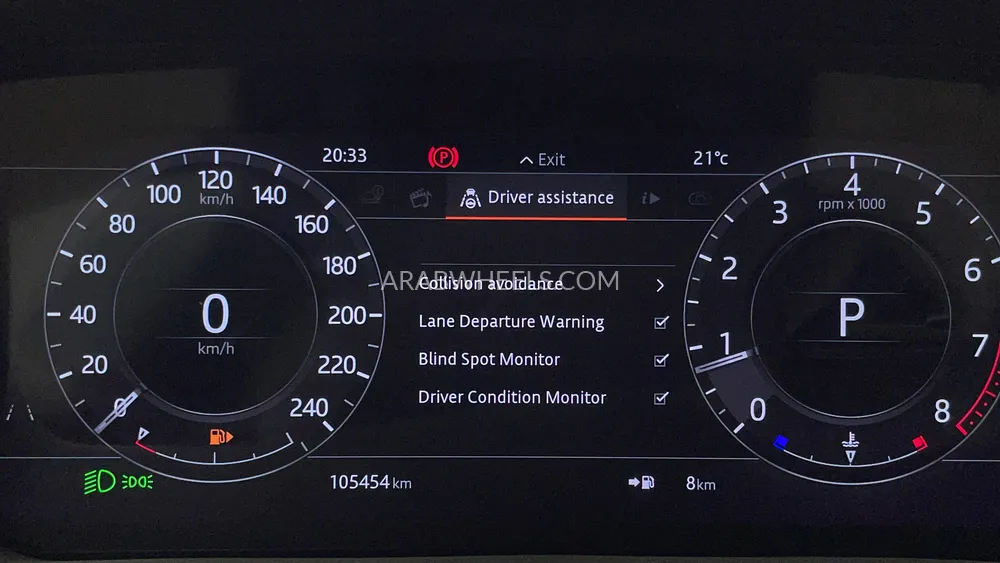 20:33
P
Exit
21°c
Driver assistance
i
0
20
40
60
80
100
120
140
160
180
200
220
240
km/h
0
km/h
ARABWHEELS.COM
Collision avoidance
Lane Departure Warning
Blind Spot Monitor
Driver Condition Monitor
0
1
2
3
4
5
6
7
8
rpm x 1000
P
105454 km
8km